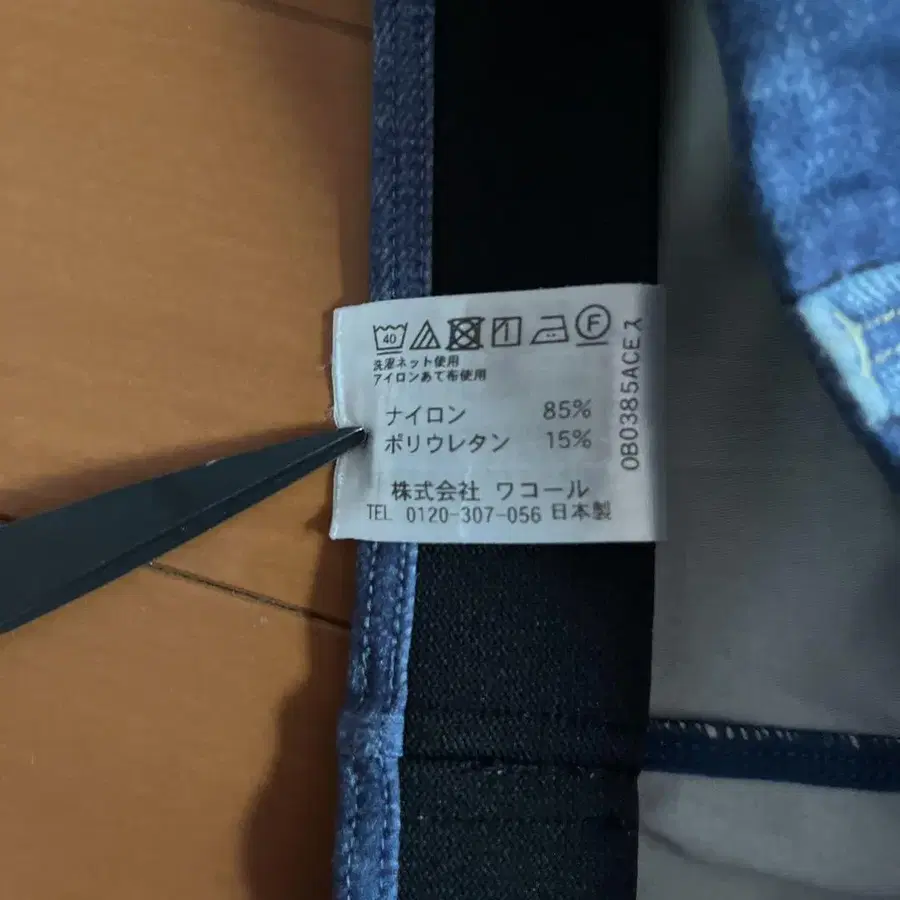 40
F
洗濯ネット使用
アイロンあて布使用
ナイロン 85%
ポリウレタン 15%
株式会社 ワコール
TEL 0120-307-056 日本製
0B0385ACE